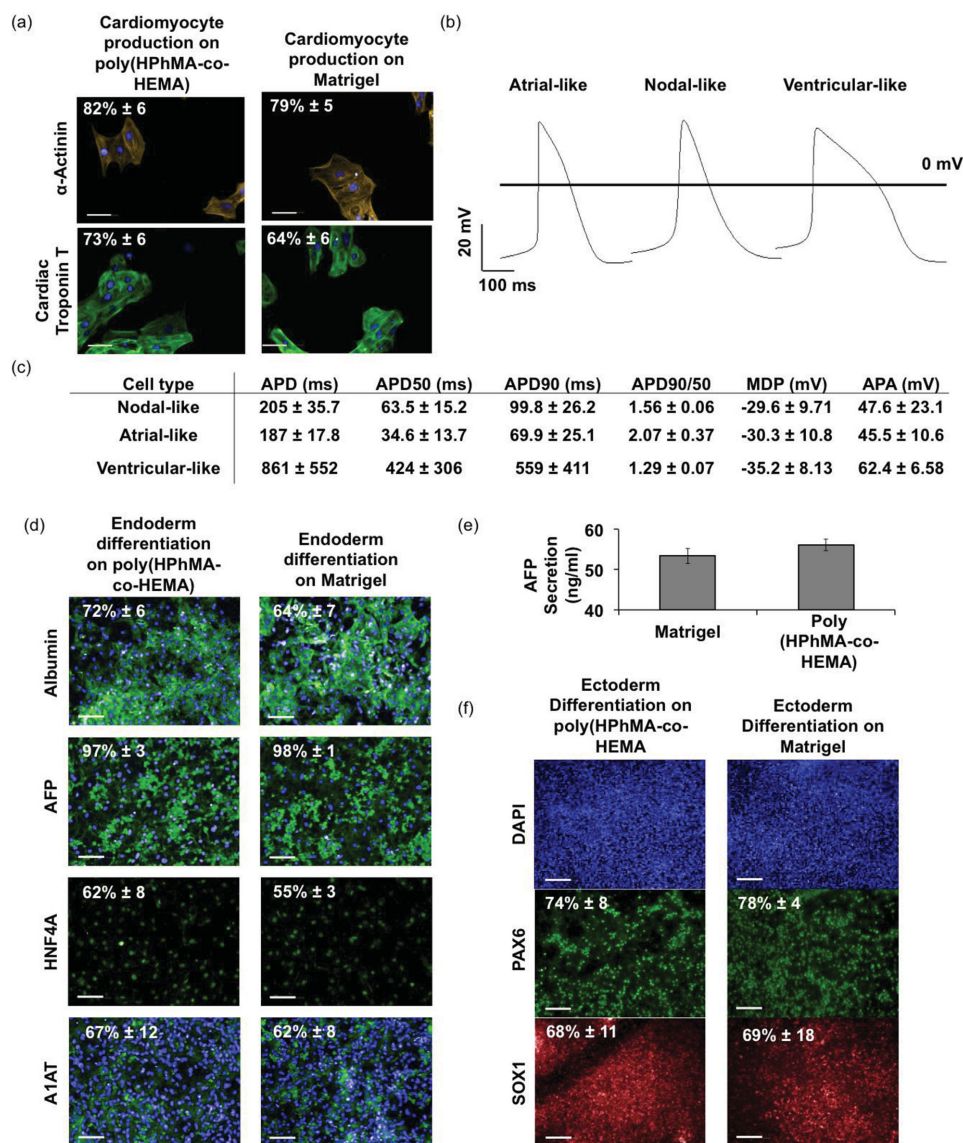 (a)
Cardiomyocyte
production on
poly(HPhMA-co-
HEMA)
Cardiomyocyte
production on
Matrigel
α-Actinin
82% ± 6
79% ± 5
Cardiac
Troponin T
73% ± 6
64% ± 6
(b)
Atrial-like Nodal-like Ventricular-like
0 mV
20 mV
100 ms
(c)
Cell type APD (ms) APD50 (ms) APD90 (ms) APD90/50 MDP (mV) APA (mV)
Nodal-like 205 ± 35.7 63.5 ± 15.2 99.8 ± 26.2 1.56 ± 0.06 -29.6 ± 9.71 47.6 ± 23.1
Atrial-like 187 ± 17.8 34.6 ± 13.7 69.9 ± 25.1 2.07 ± 0.37 -30.3 ± 10.8 45.5 ± 10.6
Ventricular-like 861 ± 552 424 ± 306 559 ± 411 1.29 ± 0.07 -35.2 ± 8.13 62.4 ± 6.58
(d)
Endoderm
differentiation
on poly(HPhMA-
co-HEMA)
Endoderm
differentiation
on Matrigel
Albumin
72% ± 6
64% ± 7
AFP
97% ± 3
98% ± 1
HNF4A
62% ± 8
55% ± 3
A1AT
67% ± 12
62% ± 8
(e)
AFP
Secretion
(ng/ml)
60
50
40
Matrigel
Poly
(HPhMA-co-
HEMA)
(f)
Ectoderm
Differentiation on
poly(HPhMA-co-
HEMA
Ectoderm
Differentiation on
Matrigel
DAPI
PAX6
74% ± 8
78% ± 4
SOX1
68% ± 11
69% ± 18